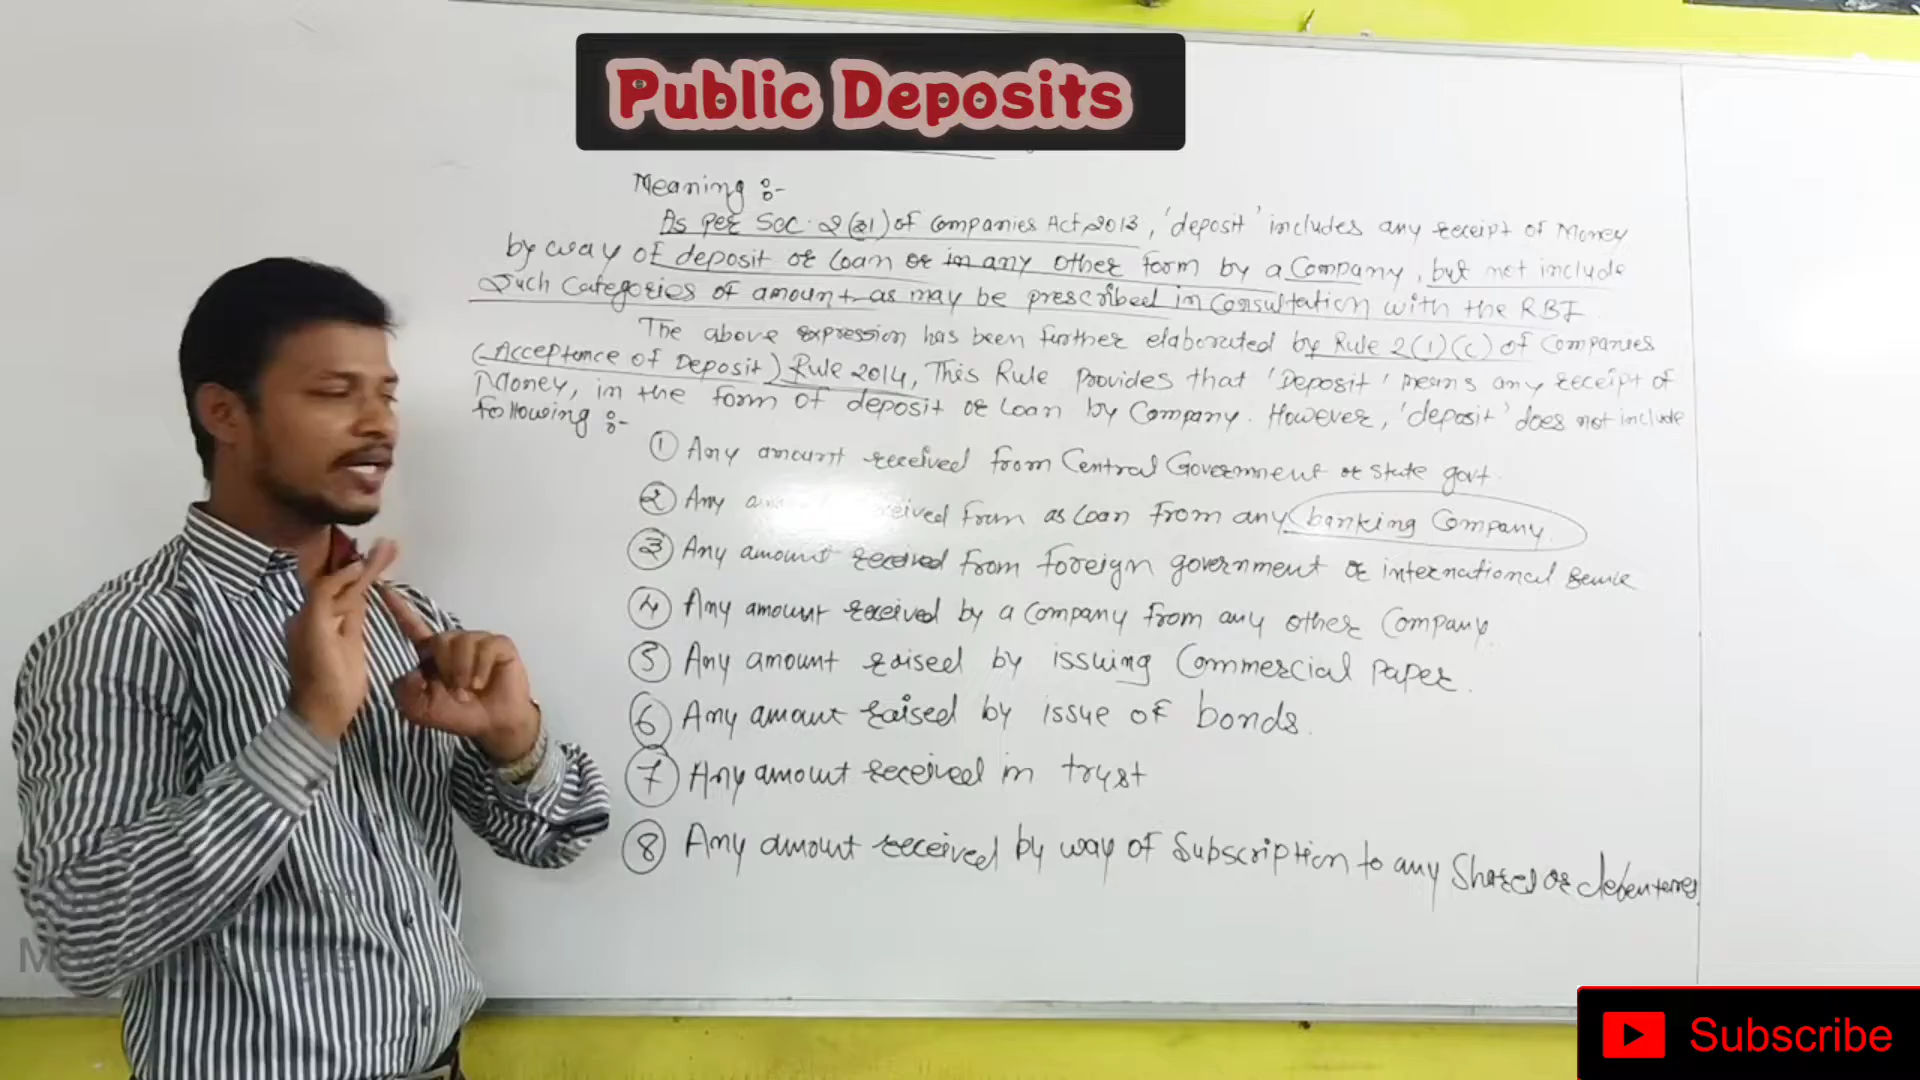 Public Deposits
Meaning :-
As per Sec. 2(31) of Companies Act, 2013, 'deposit' includes any receipt of Money
by way of deposit or loan or in any other form by a Company, but not include
Such Categories of amount as may be prescribed in Consultation with the RBI.
The above expression has been further elaborated by Rule 2(1)(c) of Companies
(Acceptance of Deposit) Rule 2014, This Rule provides that 'Deposit' means any receipt of
Money, in the form of deposit or loan by Company. However, 'deposit' does not include
following :-
① Any amount received from Central Government or State govt.
② Any received from as loan from any banking Company.
③ Any amount received from foreign government or international
④ Any amount received by a Company from any other Company.
⑤ Any amount raised by issuing Commercial paper.
⑥ Any amout raised by issue of bonds.
⑦ Any amout received in trust
⑧ Any amount received by way of Subscription to any Shares or
Subscribe